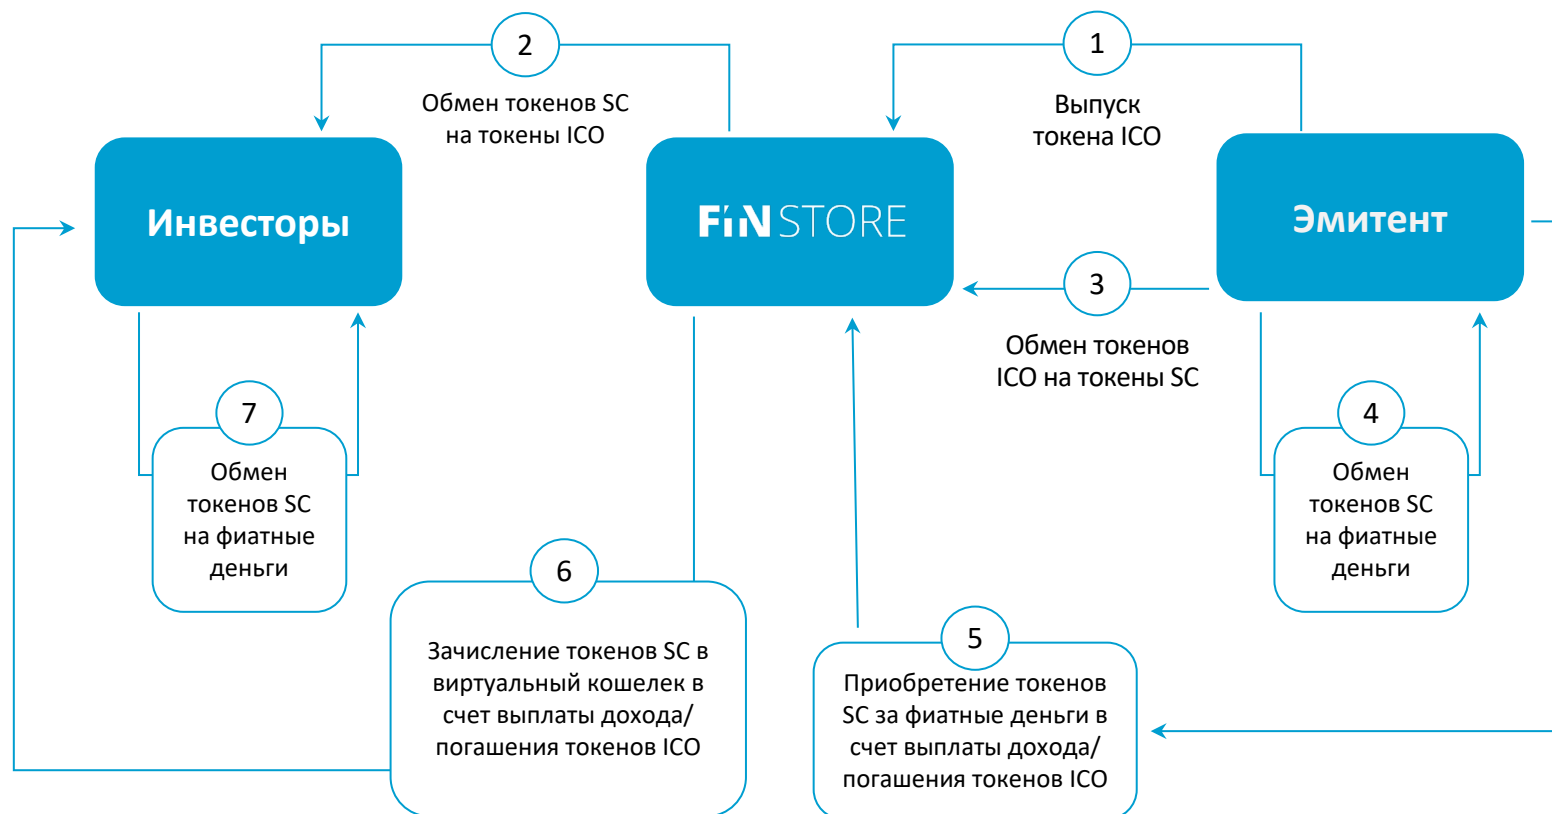 2
Обмен токенов SC
на токены ICO
1
Выпуск
токена ICO
Инвесторы
FiNSTORE
Эмитент
3
Обмен токенов
ICO на токены SC
7
Обмен
токенов SC
на фиатные
деньги
4
Обмен
токенов SC
на фиатные
деньги
6
Зачисление токенов SC в
виртуальный кошелек в
счет выплаты дохода/
погашения токенов ICO
5
Приобретение токенов
SC за фиатные деньги в
счет выплаты дохода/
погашения токенов ICO